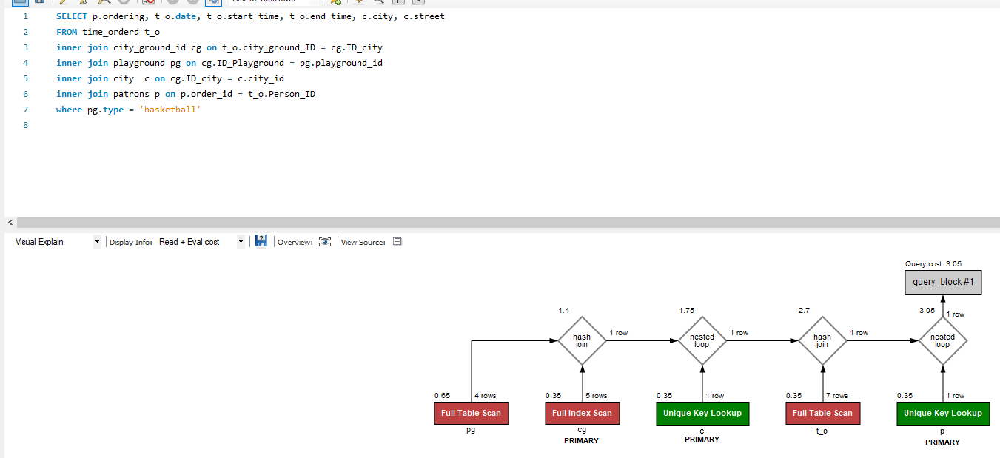 1 SELECT p.ordering, t_o.date, t_o.start_time, t_o.end_time, c.city, c.street
2 FROM time_orderd t_o
3 inner join city_ground_id cg on t_o.city_ground_ID = cg.ID_city
4 inner join playground pg on cg.ID_Playground = pg.playground_id
5 inner join city  c on cg.ID_city = c.city_id
6 inner join patrons p on p.order_id = t_o.Person_ID
7 where pg.type = 'basketball'
8
Visual Explain Display Info: Read + Eval cost Overview: View Source:
Query cost: 3.05
query_block #1
1.4 1.75 2.7 3.05 1 row
hash join 1 row nested loop 1 row hash join 1 row nested loop
0.65 4 rows 0.35 5 rows 0.35 1 row 0.35 7 rows 0.35 1 row
Full Table Scan Full Index Scan Unique Key Lookup Full Table Scan Unique Key Lookup
pg cg c t_o p
PRIMARY PRIMARY PRIMARY